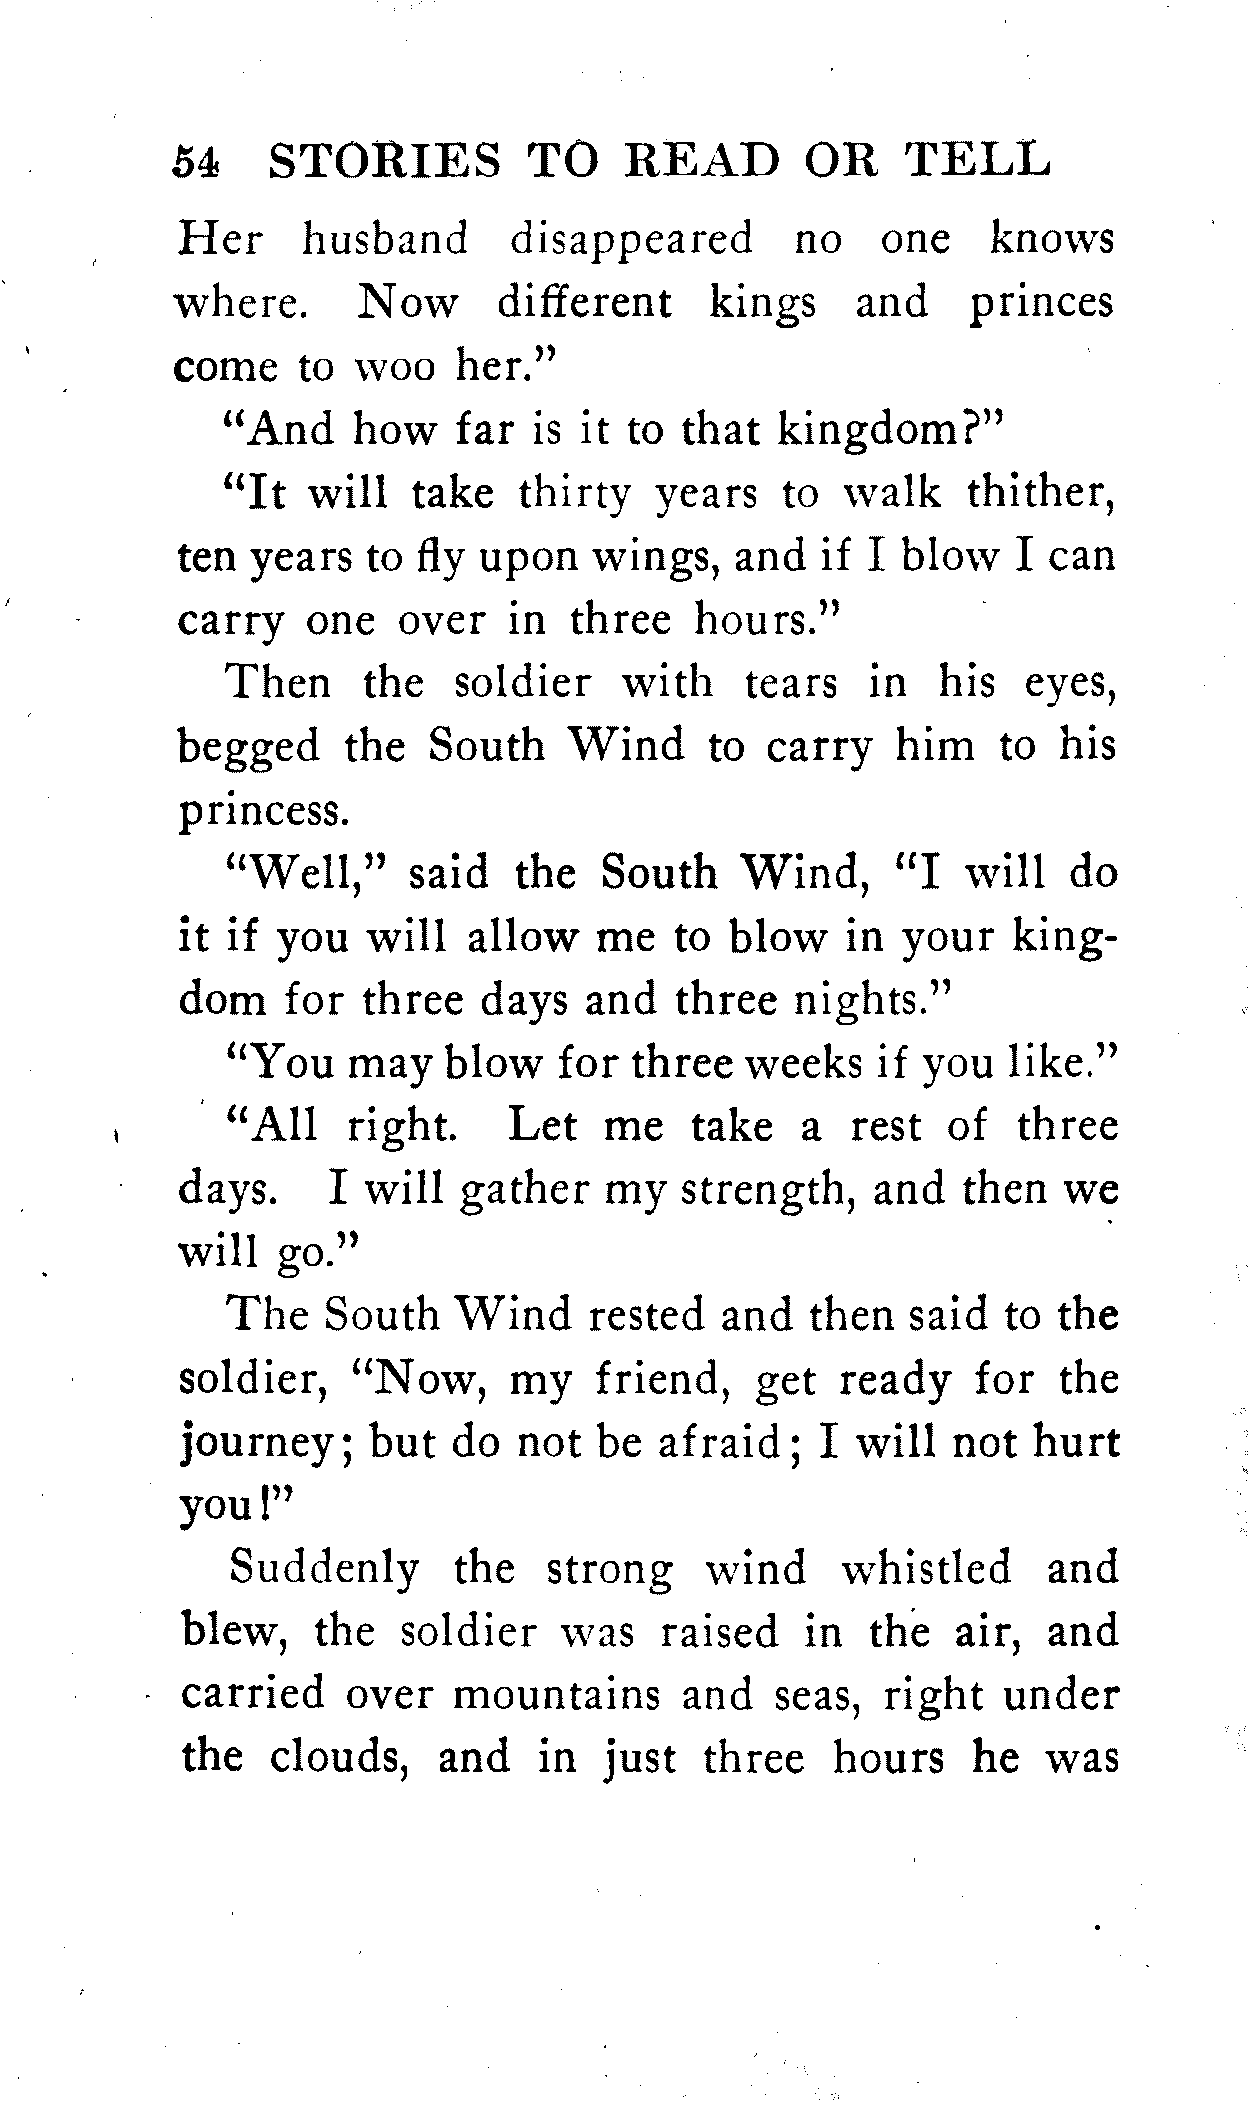 54 STORIES TO READ OR TELL
Her husband disappeared no one knows
where. Now different kings and princes
come to woo her."
"And how far is it to that kingdom?"
"It will take thirty years to walk thither,
ten years to fly upon wings, and if I blow I can
carry one over in three hours."
Then the soldier with tears in his eyes,
begged the South Wind to carry him to his
princess.
"Well," said the South Wind, "I will do
it if you will allow me to blow in your king-
dom for three days and three nights."
"You may blow for three weeks if you like."
"All right. Let me take a rest of three
days. I will gather my strength, and then we
will go."
The South Wind rested and then said to the
soldier, "Now, my friend, get ready for the
journey; but do not be afraid; I will not hurt
you!"
Suddenly the strong wind whistled and
blew, the soldier was raised in the air, and
carried over mountains and seas, right under
the clouds, and in just three hours he was